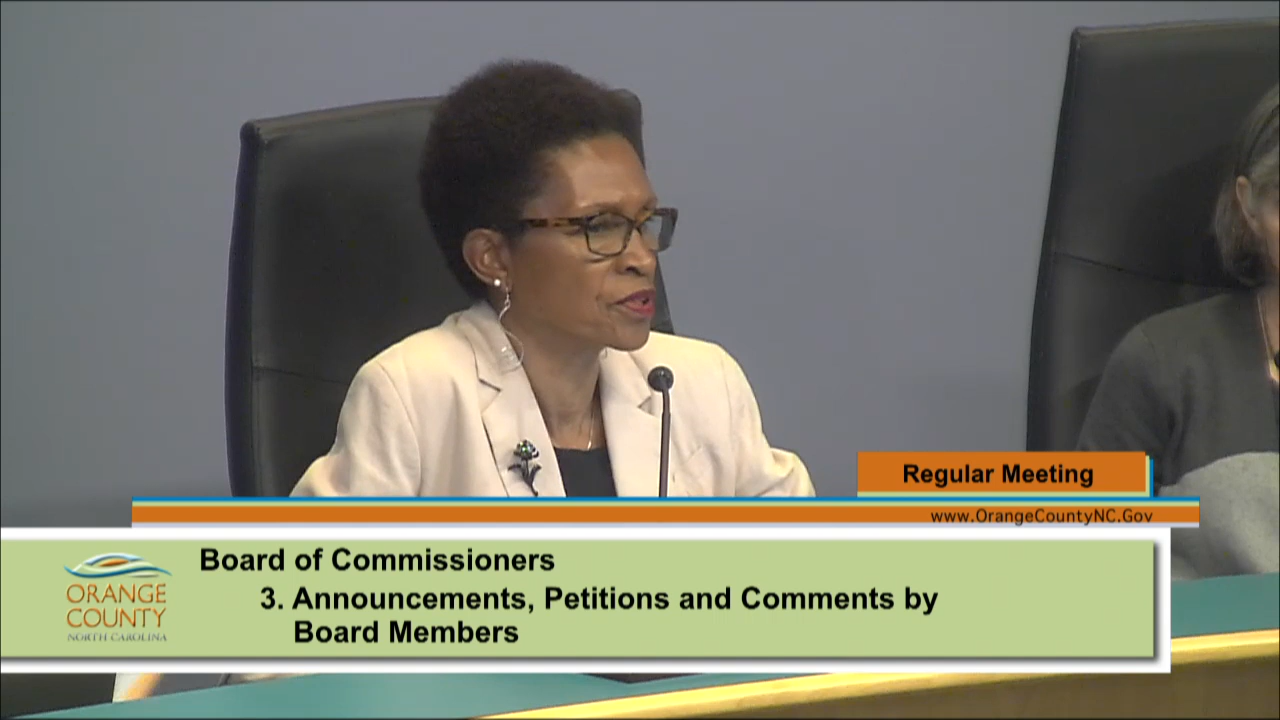 Regular Meeting
www.OrangeCountyNC.Gov
Board of Commissioners
3. Announcements, Petitions and Comments by
Board Members
ORANGE
COUNTY
NORTH CAROLINA